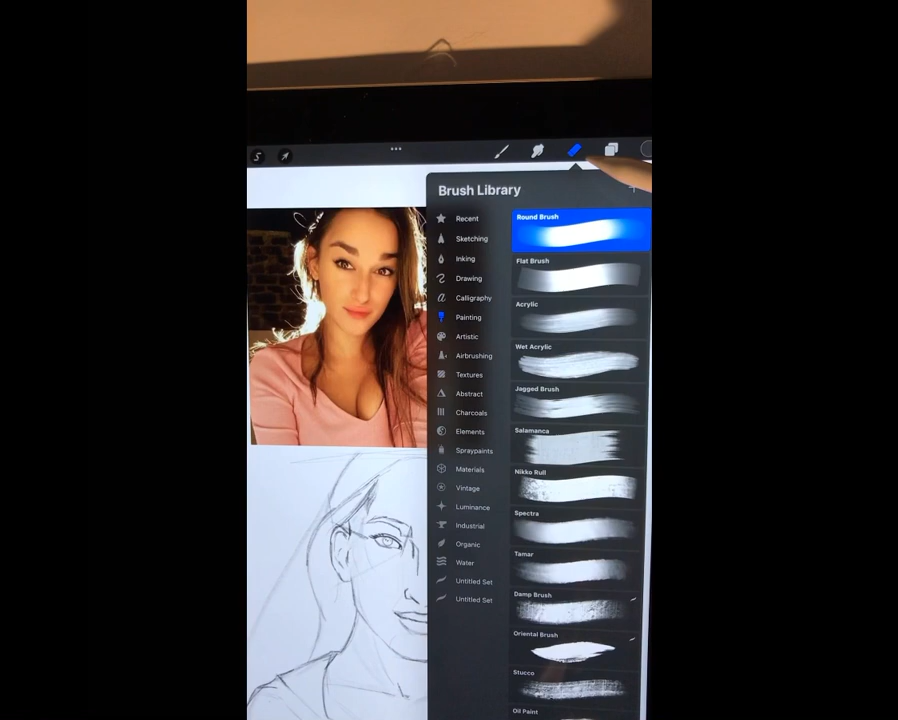 Brush Library
Recent
Sketching
Inking
Drawing
Calligraphy
Painting
Artistic
Airbrushing
Textures
Abstract
Charcoals
Elements
Spraypaints
Materials
Vintage
Luminance
Industrial
Organic
Water
Untitled Set
Untitled Set
Round Brush
Flat Brush
Acrylic
Wet Acrylic
Jagged Brush
Salamanca
Nikko Rull
Spectra
Tamar
Damp Brush
Oriental Brush
Stucco
Oil Paint